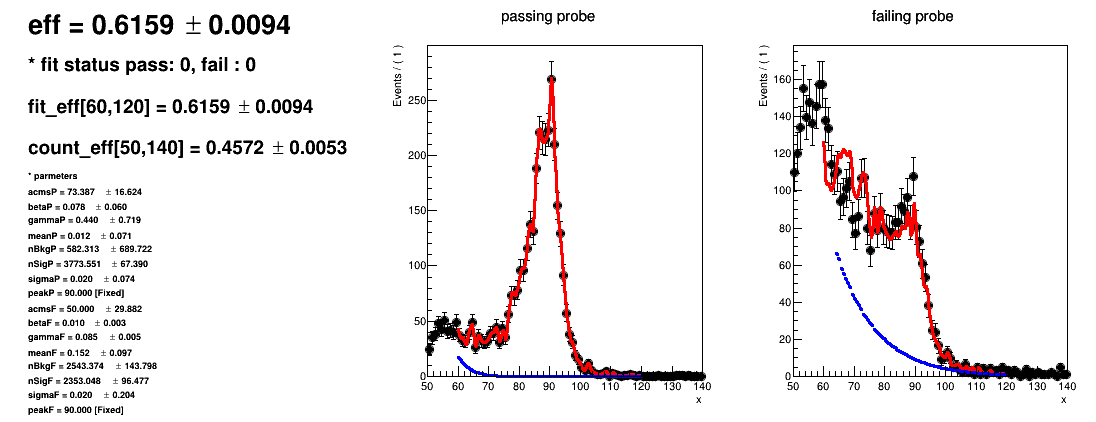 eff = 0.6159 ± 0.0094
* fit status pass: 0, fail : 0
fit_eff[60,120] = 0.6159 ± 0.0094
count_eff[50,140] = 0.4572 ± 0.0053
* parmeters
acmsP = 73.387 ± 16.624
betaP = 0.078 ± 0.060
gammaP = 0.440 ± 0.719
meanP = 0.012 ± 0.071
nBkgP = 582.313 ± 689.722
nSigP = 3773.551 ± 67.390
sigmaP = 0.020 ± 0.074
peakP = 90.000 [Fixed]
acmsF = 50.000 ± 29.882
betaF = 0.010 ± 0.003
gammaF = 0.085 ± 0.005
meanF = 0.152 ± 0.097
nBkgF = 2543.374 ± 143.798
nSigF = 2353.048 ± 96.477
sigmaF = 0.020 ± 0.204
peakF = 90.000 [Fixed]
passing probe
Events / ( 1 )
250
200
150
100
50
0
50 60 70 80 90 100 110 120 130 140
x
failing probe
Events / ( 1 )
160
140
120
100
80
60
40
20
0
50 60 70 80 90 100 110 120 130 140
x